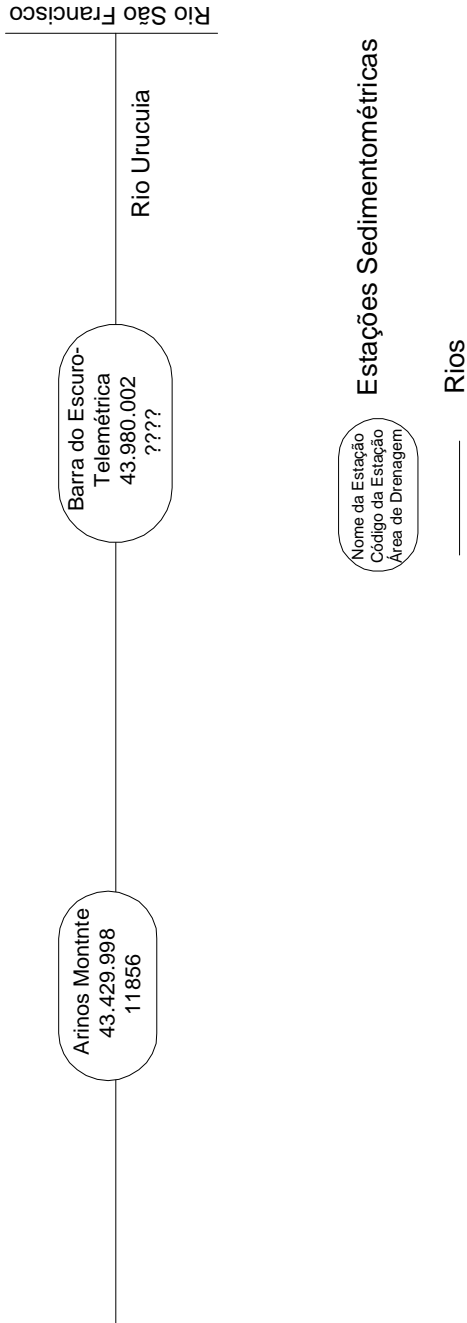 Rio São Francisco
Rio Urucuia
Barra do Escuro-
Telemétrica
43.980.002
????
Arinos Montnte
43.429.998
11856
Estações Sedimentométricas
Nome da Estação
Código da Estação
Área de Drenagem
Rios